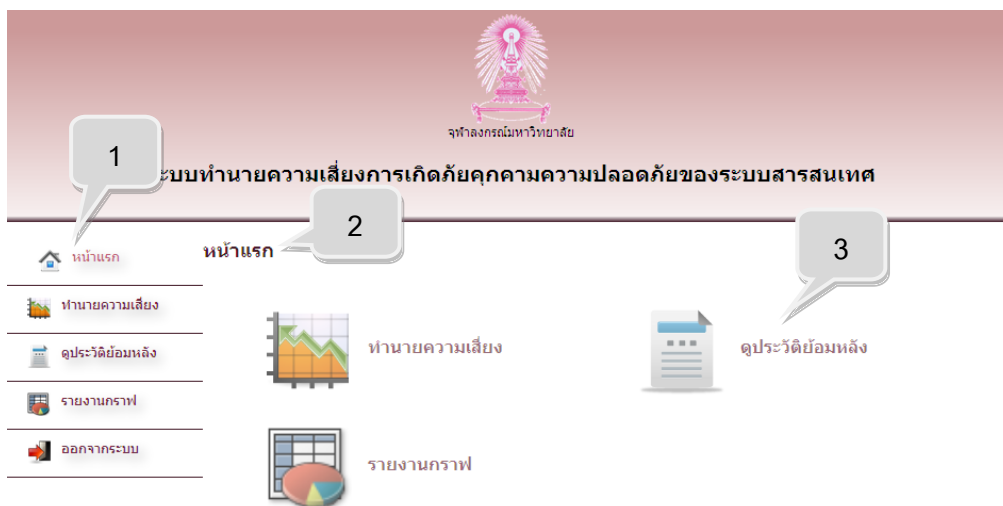 จุฬาลงกรณ์มหาวิทยาลัย
1
ระบบทำนายความเสี่ยงการเกิดภัยคุกคามความปลอดภัยของระบบสารสนเทศ
2
3
หน้าแรก
หน้าแรก
ทำนายความเสี่ยง
ดูประวัติย้อมหลัง
รายงานกราฟ
ออกจากระบบ
ทำนายความเสี่ยง
ดูประวัติย้อมหลัง
รายงานกราฟ